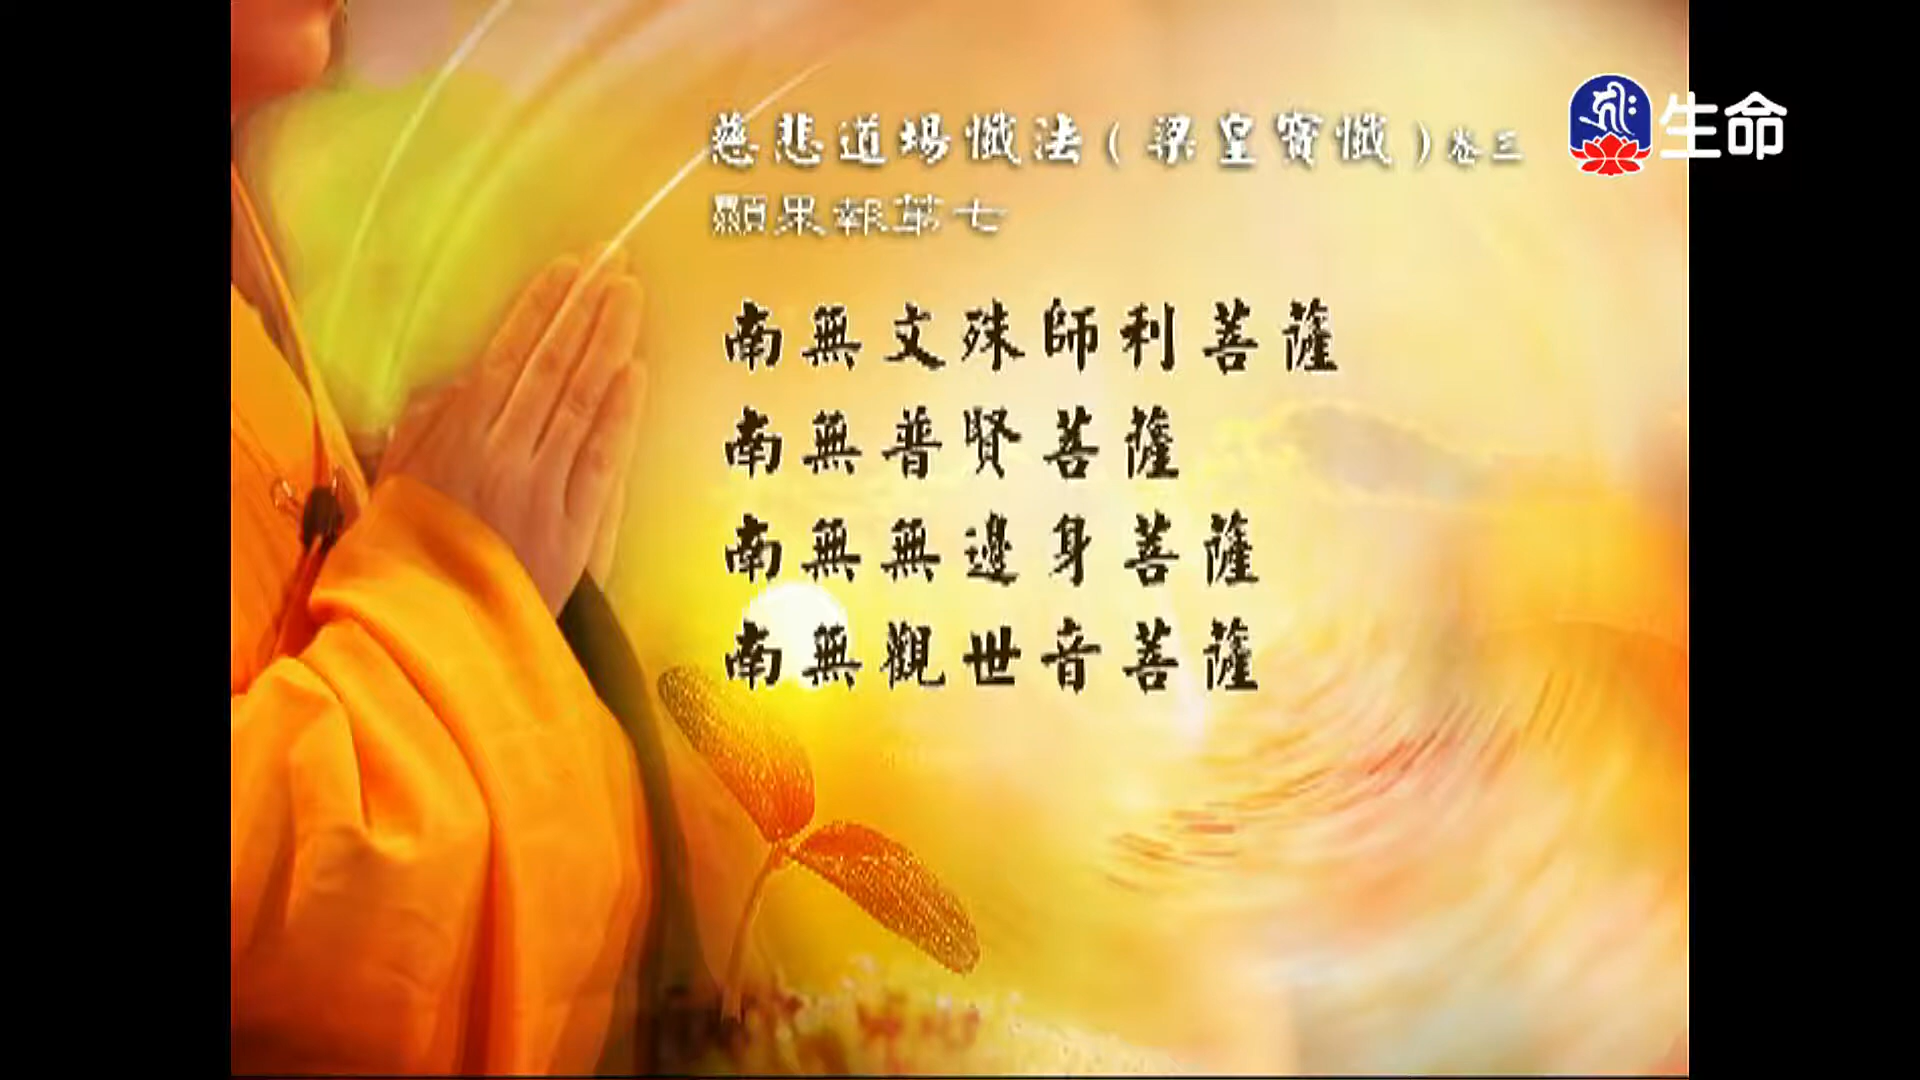 慈悲道場懺法(梁皇寶懺)卷三
顯果報第七
生命
南無文殊師利菩薩
南無普賢菩薩
南無無邊身菩薩
南無觀世音菩薩